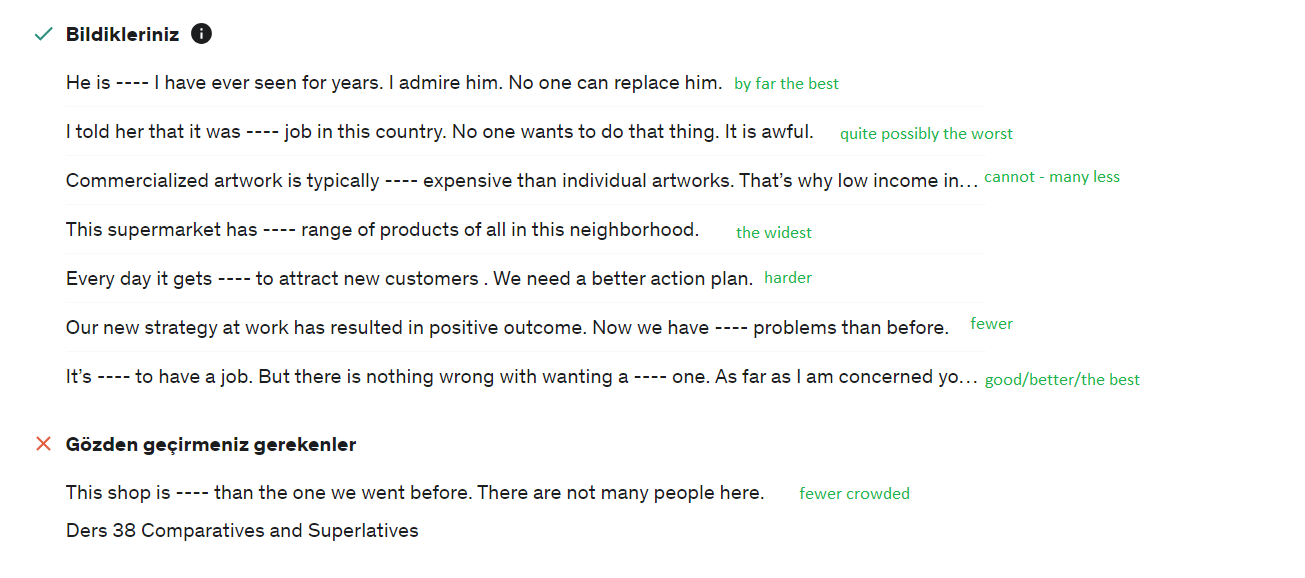 Bildikleriniz
He is ---- I have ever seen for years. I admire him. No one can replace him. by far the best
I told her that it was ---- job in this country. No one wants to do that thing. It is awful. quite possibly the worst
Commercialized artwork is typically ---- expensive than individual artworks. That's why low income in... cannot - many less
This supermarket has ---- range of products of all in this neighborhood. the widest
Every day it gets ---- to attract new customers . We need a better action plan. harder
Our new strategy at work has resulted in positive outcome. Now we have ---- problems than before. fewer
It's ---- to have a job. But there is nothing wrong with wanting a ---- one. As far as I am concerned yo... good/better/the best
Gözden geçirmeniz gerekenler
This shop is ---- than the one we went before. There are not many people here. fewer crowded
Ders 38 Comparatives and Superlatives